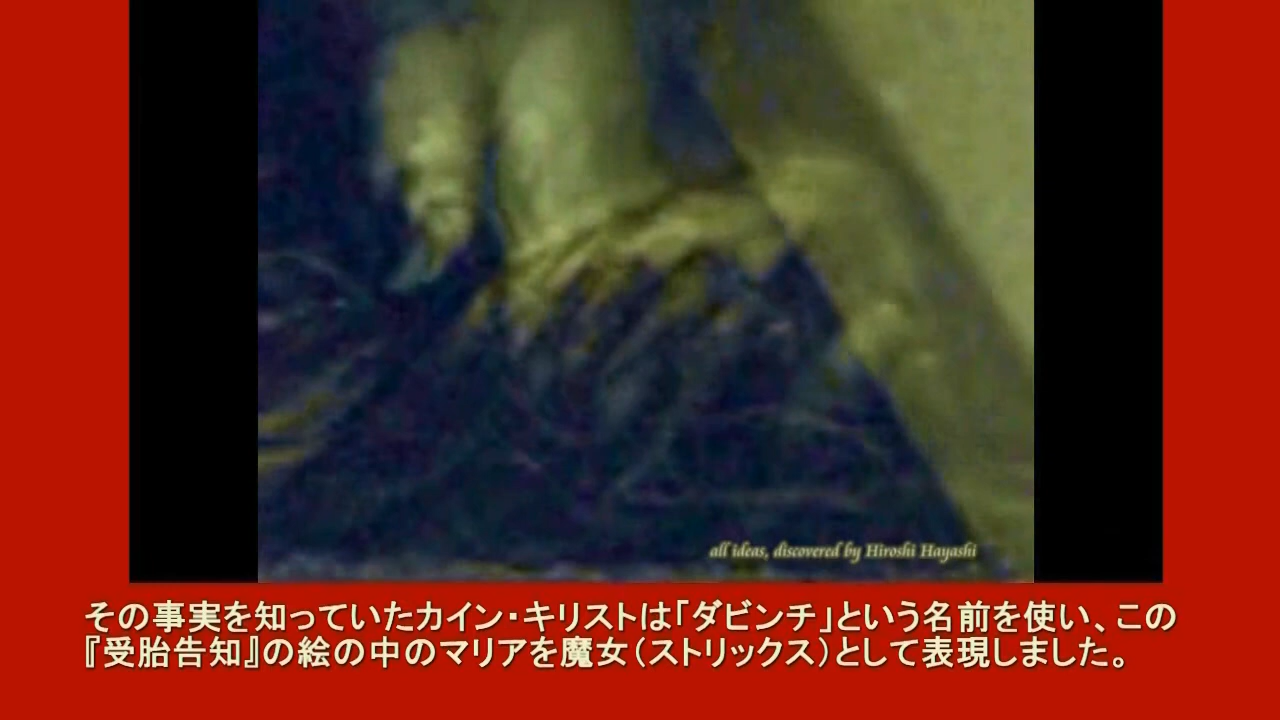 all ideas, discovered by Hiroshi Hayashi
その事実を知っていたカイン・キリストは「ダビンチ」という名前を使い、この
『受胎告知』の絵の中のマリアを魔女（ストリックス）として表現しました。